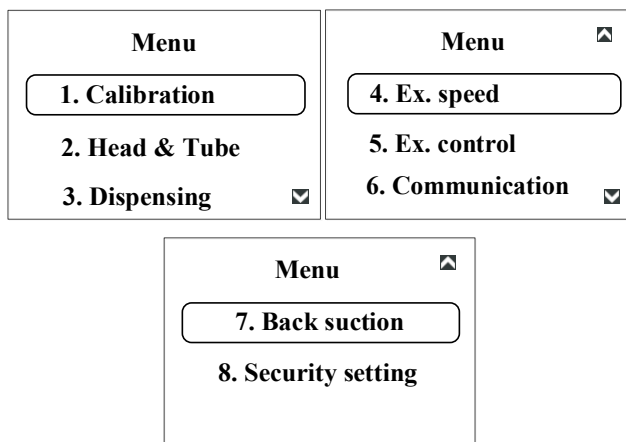 Menu
1. Calibration
2. Head & Tube
3. Dispensing
Menu
4. Ex. speed
5. Ex. control
6. Communication
Menu
7. Back suction
8. Security setting